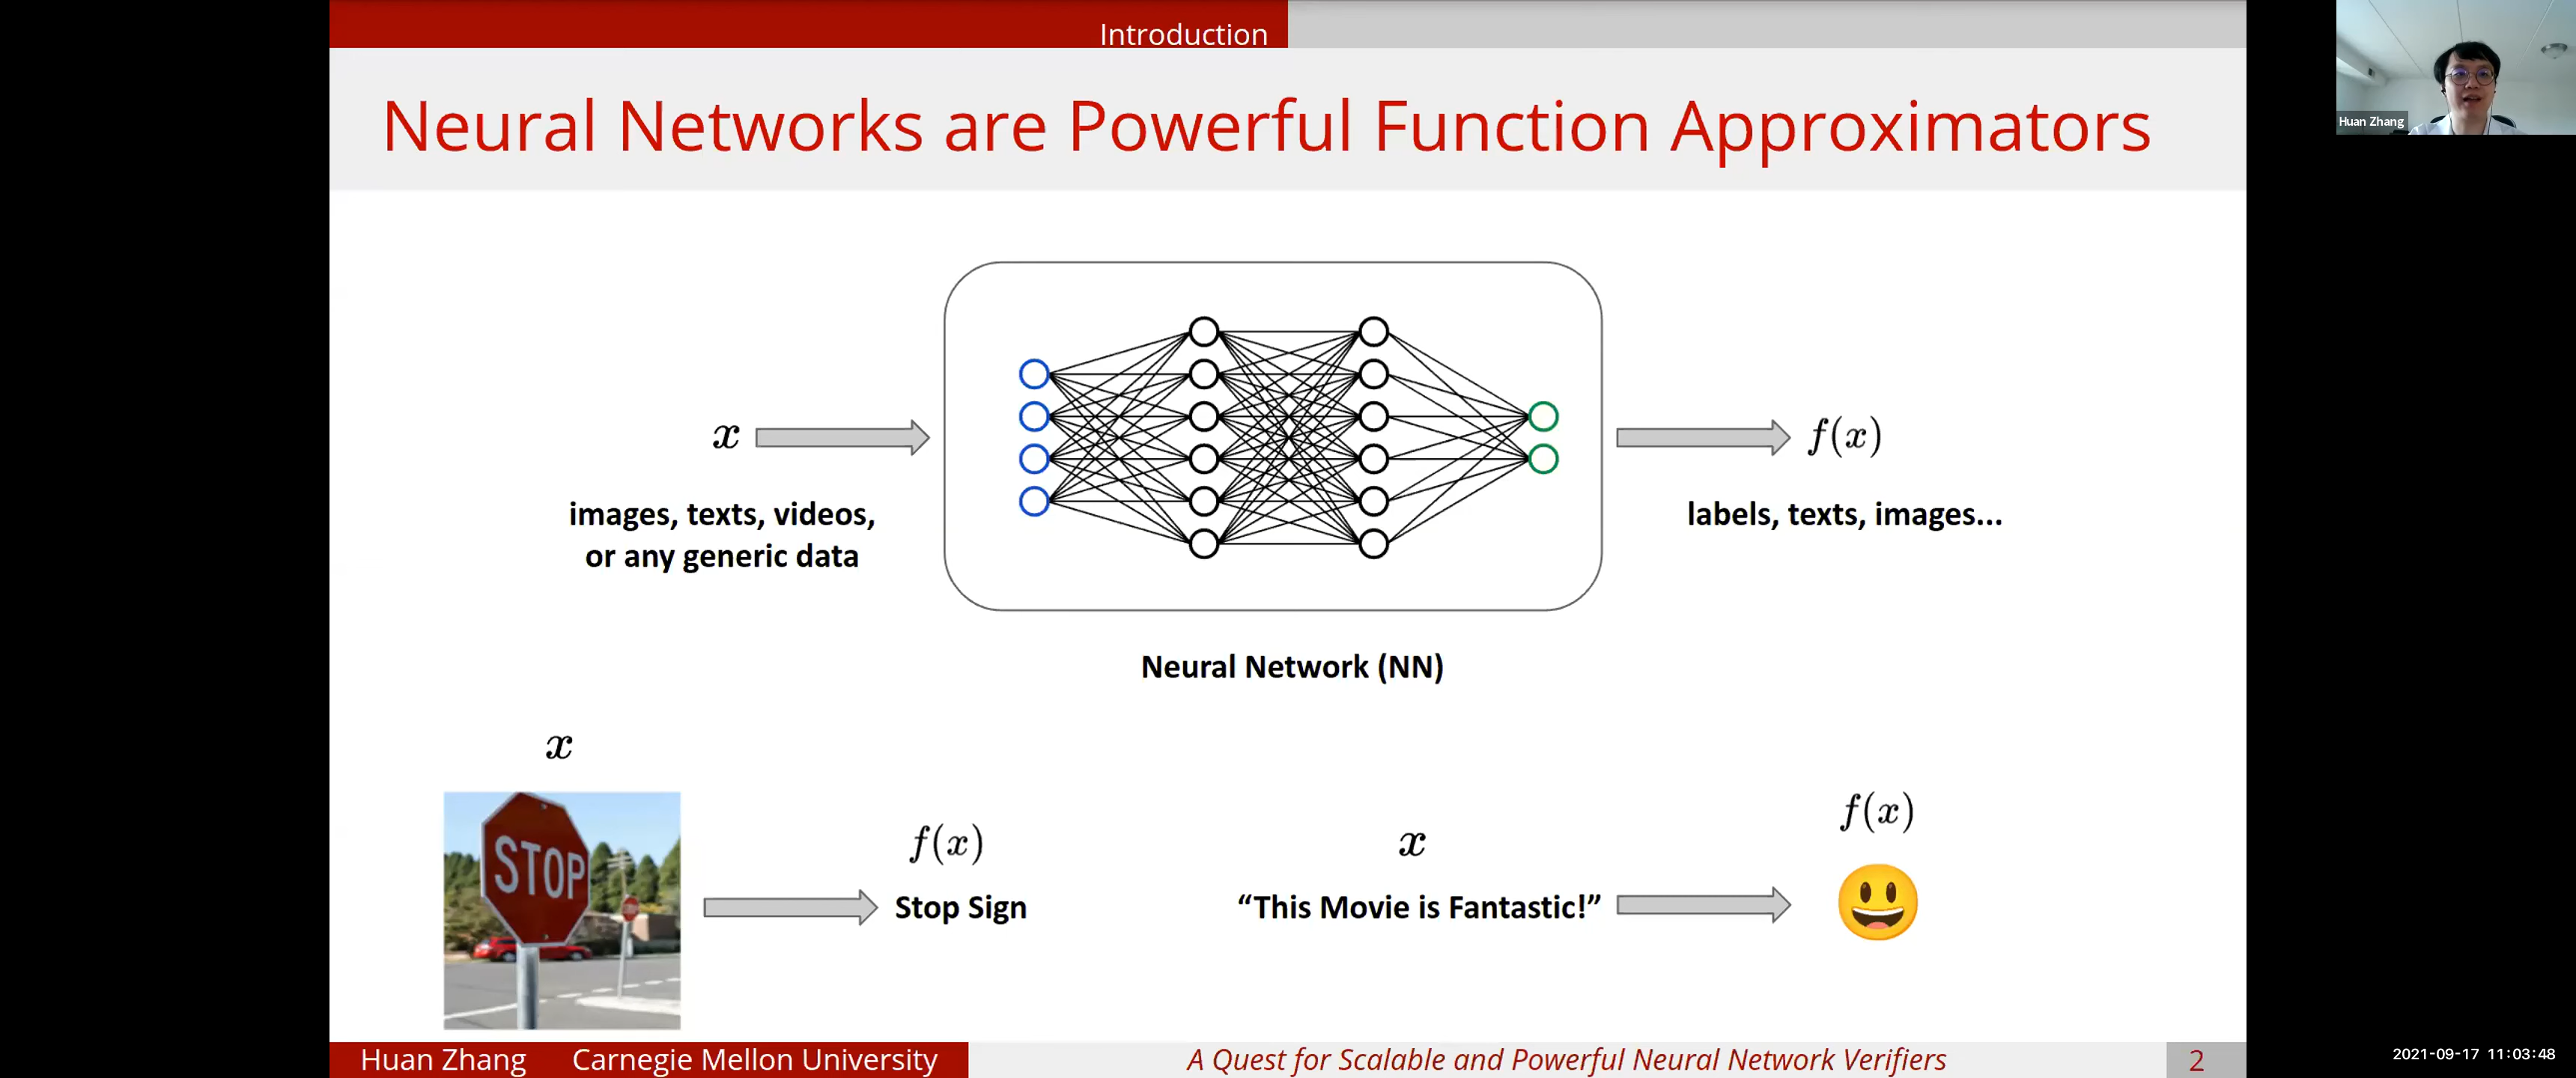 Introduction
Neural Networks are Powerful Function Approximators
Huan Zhang
x
f(x)
images, texts, videos,
or any generic data
labels, texts, images...
Neural Network (NN)
x
STOP
f(x)
Stop Sign
x
“This Movie is Fantastic!”
f(x)
Huan Zhang Carnegie Mellon University
A Quest for Scalable and Powerful Neural Network Verifiers
2
2021-09-17 11:03:48